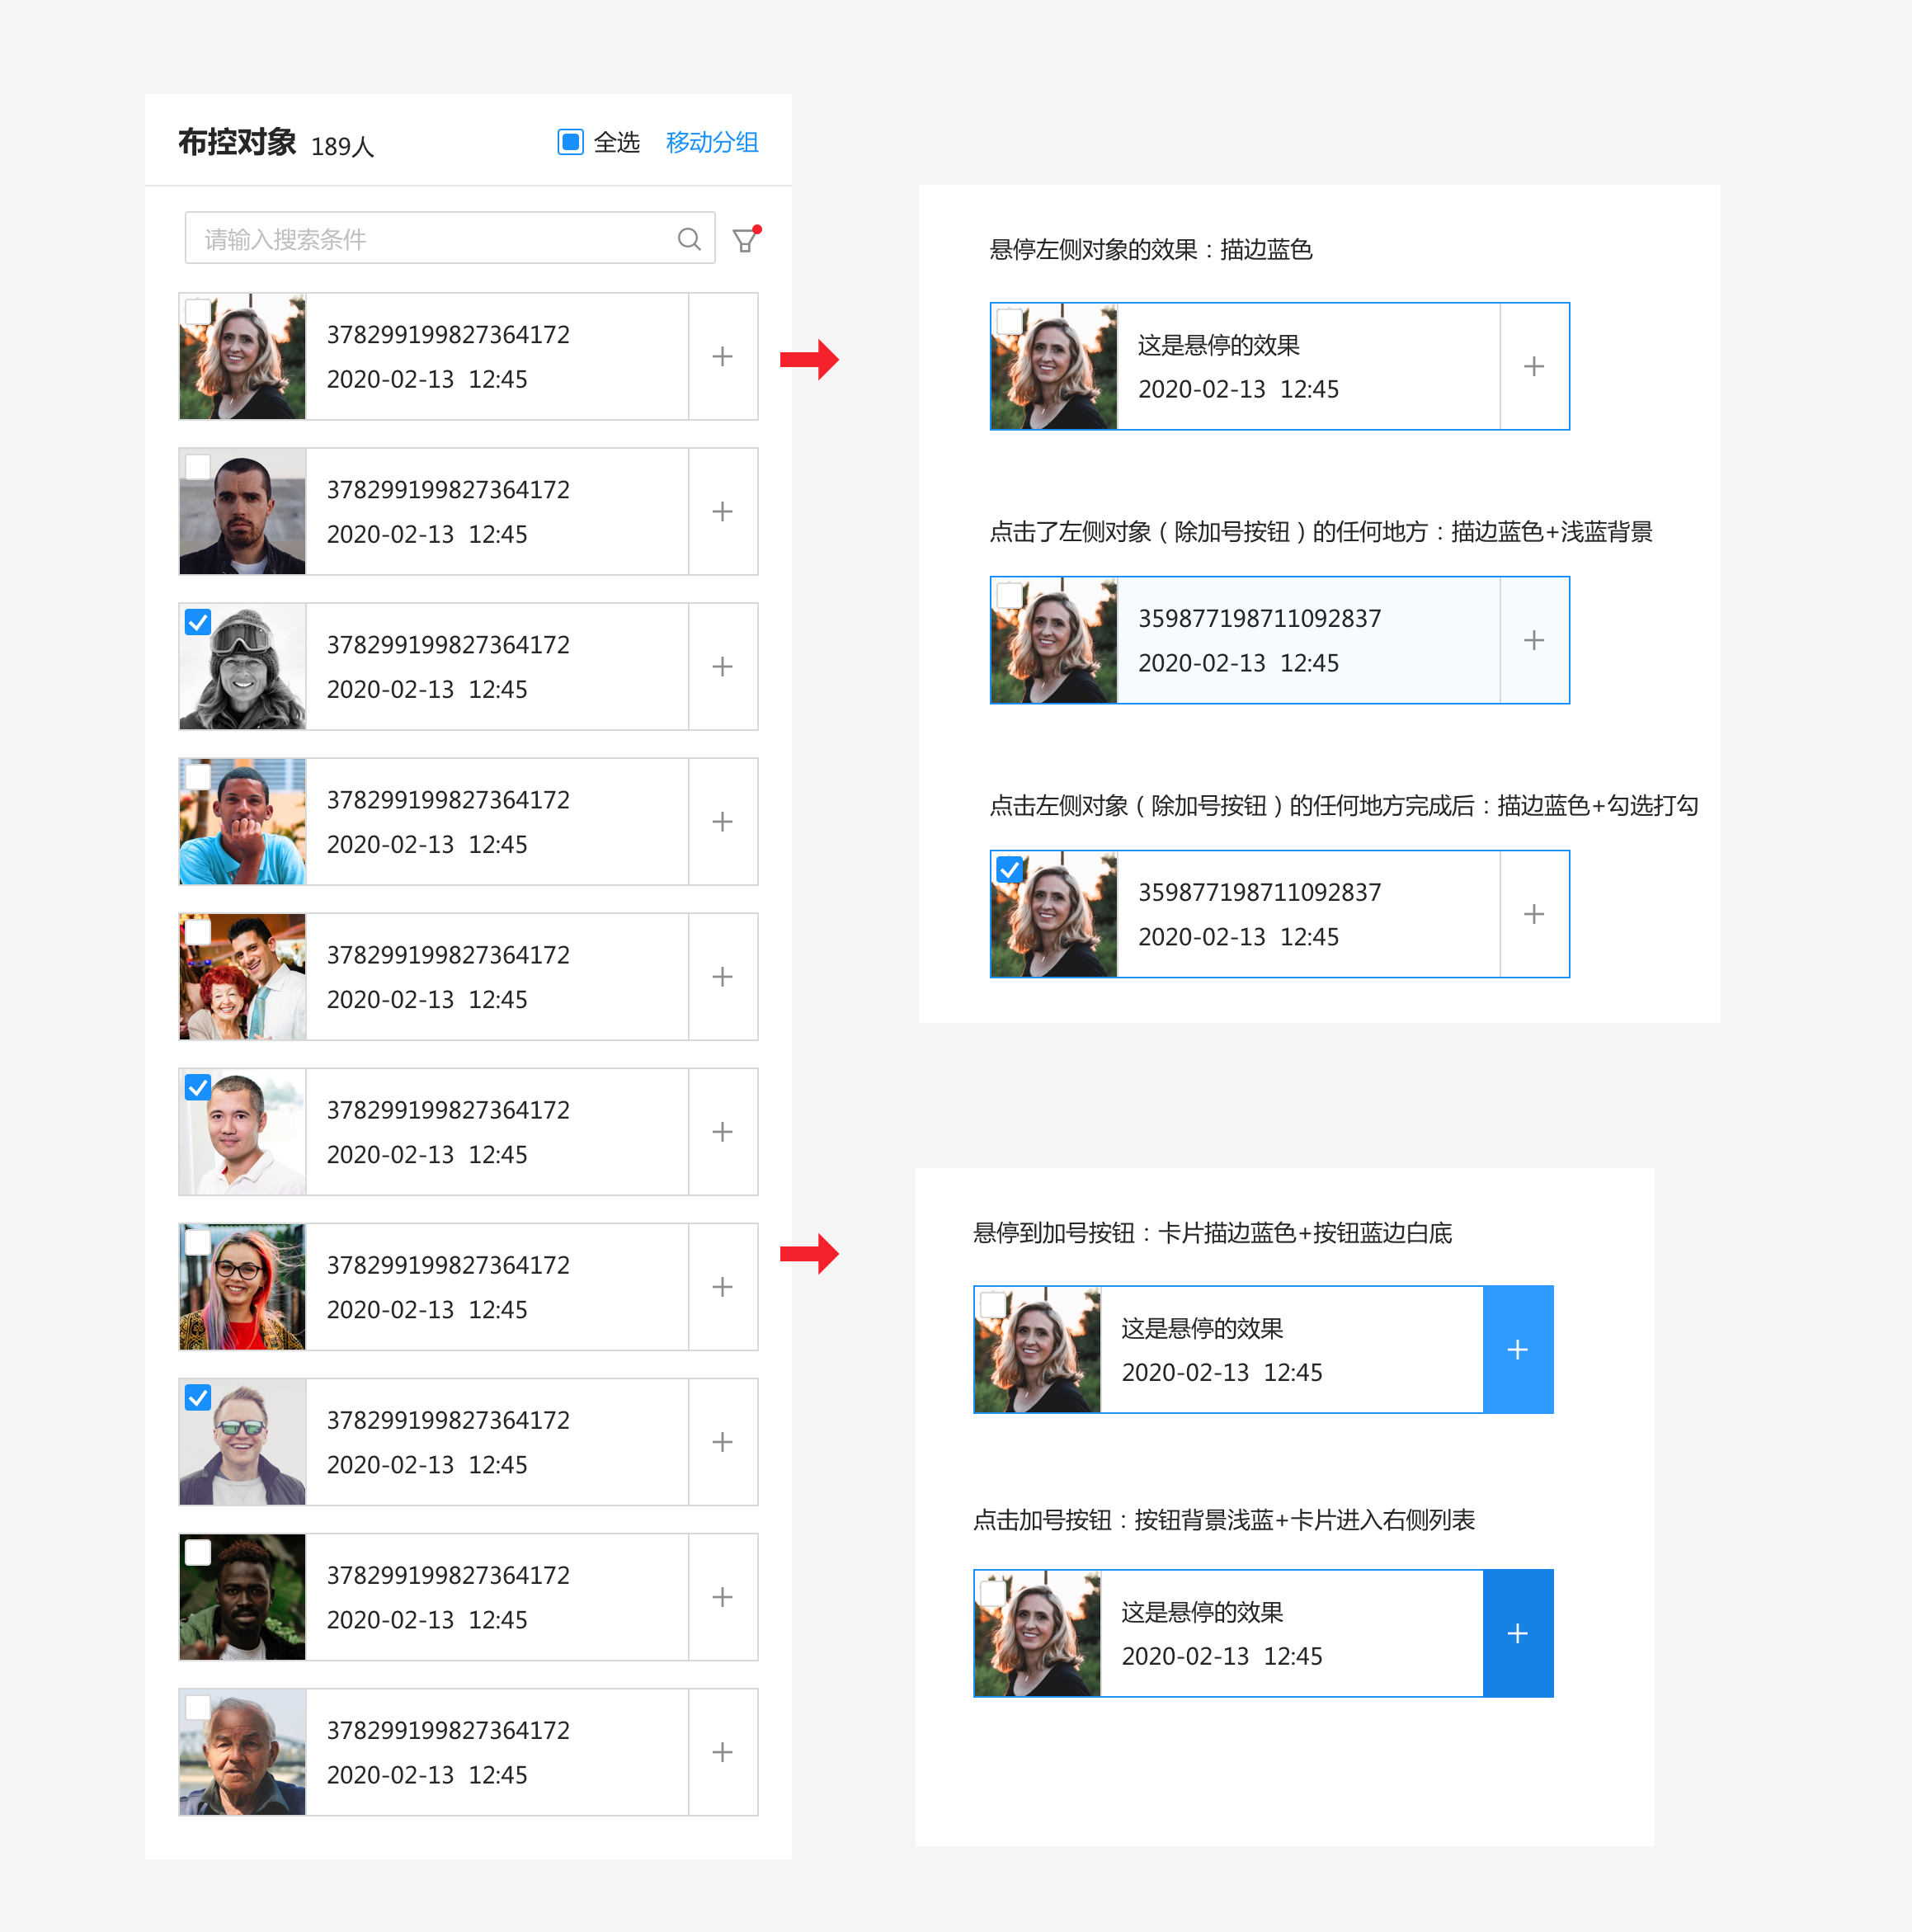 布控对象 189人 全选 移动分组
请输入搜索条件
378299199827364172
2020-02-13 12:45
378299199827364172
2020-02-13 12:45
378299199827364172
2020-02-13 12:45
378299199827364172
2020-02-13 12:45
378299199827364172
2020-02-13 12:45
378299199827364172
2020-02-13 12:45
378299199827364172
2020-02-13 12:45
378299199827364172
2020-02-13 12:45
378299199827364172
2020-02-13 12:45
378299199827364172
2020-02-13 12:45
悬停左侧对象的效果：描边蓝色
这是悬停的效果
2020-02-13 12:45
点击了左侧对象（除加号按钮）的任何地方：描边蓝色+浅蓝背景
359877198711092837
2020-02-13 12:45
点击左侧对象（除加号按钮）的任何地方完成后：描边蓝色+勾选打勾
359877198711092837
2020-02-13 12:45
悬停到加号按钮：卡片描边蓝色+按钮蓝边白底
这是悬停的效果
2020-02-13 12:45
点击加号按钮：按钮背景浅蓝+卡片进入右侧列表
这是悬停的效果
2020-02-13 12:45